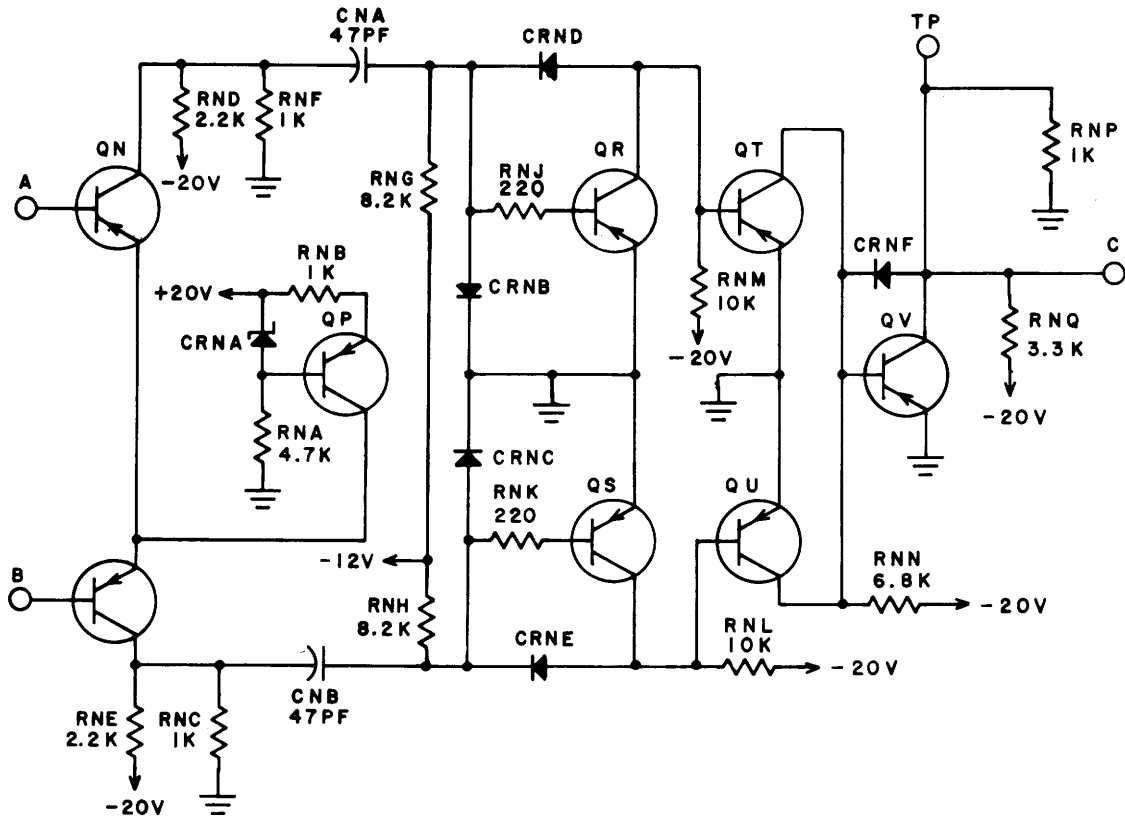 CNA
47PF
CRND
TP
RND
2.2K
RNF
1K
-20V
QN
A
RNG
8.2K
RNJ
220
QR
QT
RNP
1K
RNB
1K
+20V
CRNA
QP
CRNB
RNM
10K
-20V
CRNF
C
QV
RNQ
3.3K
-20V
RNA
4.7K
CRNC
RNK
220
QS
QU
-12V
B
RNH
8.2K
RNN
6.8K
-20V
CRNE
RNL
10K
-20V
CNB
47PF
RNE
2.2K
RNC
1K
-20V